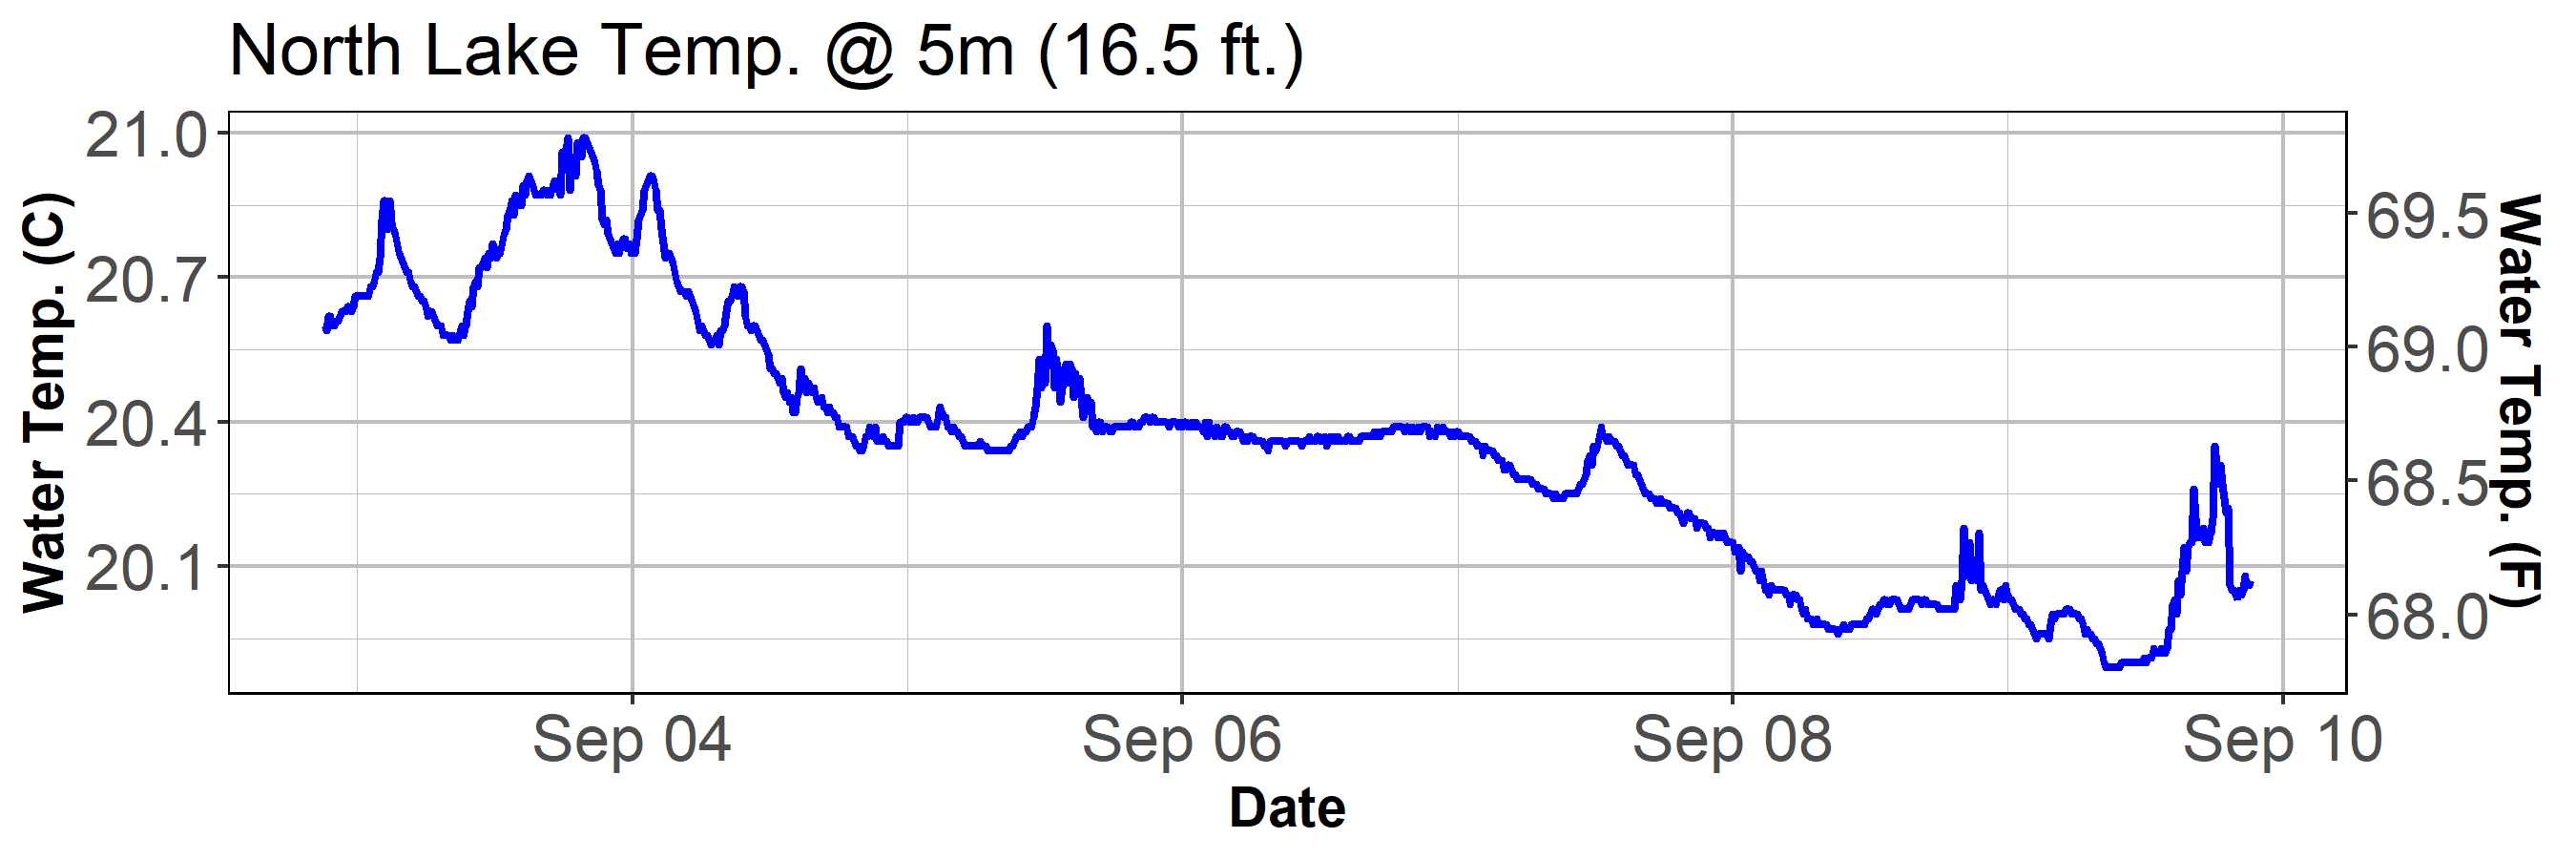 North Lake Temp. @ 5m (16.5 ft.)
Water Temp. (C)
21.0
20.7
20.4
20.1
69.5
69.0
68.5
68.0
Water Temp. (F)
Sep 04 Sep 06 Sep 08 Sep 10
Date